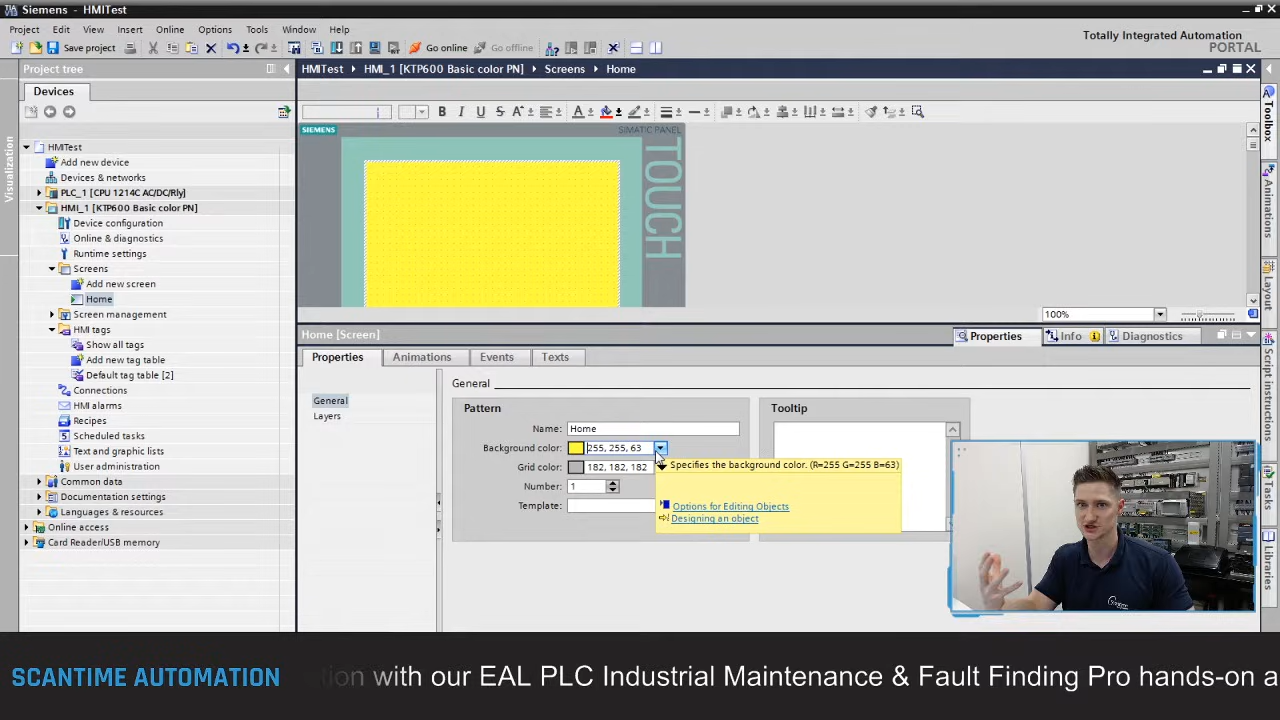 Siemens - HMITest
Project Edit View Insert Online Options Tools Window Help
Save project
Go online
Go offline
Totally Integrated Automation
PORTAL
Project tree
HMITest
HMI_1 [KTP600 Basic color PN]
Screens
Home
Devices
Visualization
HMITest
Add new device
Devices & networks
PLC_1 [CPU 1214C AC/DC/Rly]
HMI_1 [KTP600 Basic color PN]
Device configuration
Online & diagnostics
Runtime settings
Screens
Add new screen
Home
Screen management
HMI tags
Show all tags
Add new tag table
Default tag table [2]
Connections
HMI alarms
Recipes
Scheduled tasks
Text and graphic lists
User administration
Common data
Documentation settings
Languages & resources
Online access
Card Reader/USB memory
B I U S A
SIEMENS
SIMATIC PANEL
TOUCH
100%
Home [Screen]
Properties
Info
Diagnostics
Properties Animations Events Texts
General
Layers
General
Pattern
Name: Home
Background color: 255, 255, 63
Grid color: 182, 182, 182
Number: 1
Template:
Tooltip
Specifies the background color. (R=255 G=255 B=63)
Options for Editing Objects
Designing an object
Toolbox
Animations
Layout
Script instructions
Libraries
SCANTIME AUTOMATION
with our EAL PLC Industrial Maintenance & Fault Finding Pro hands-on